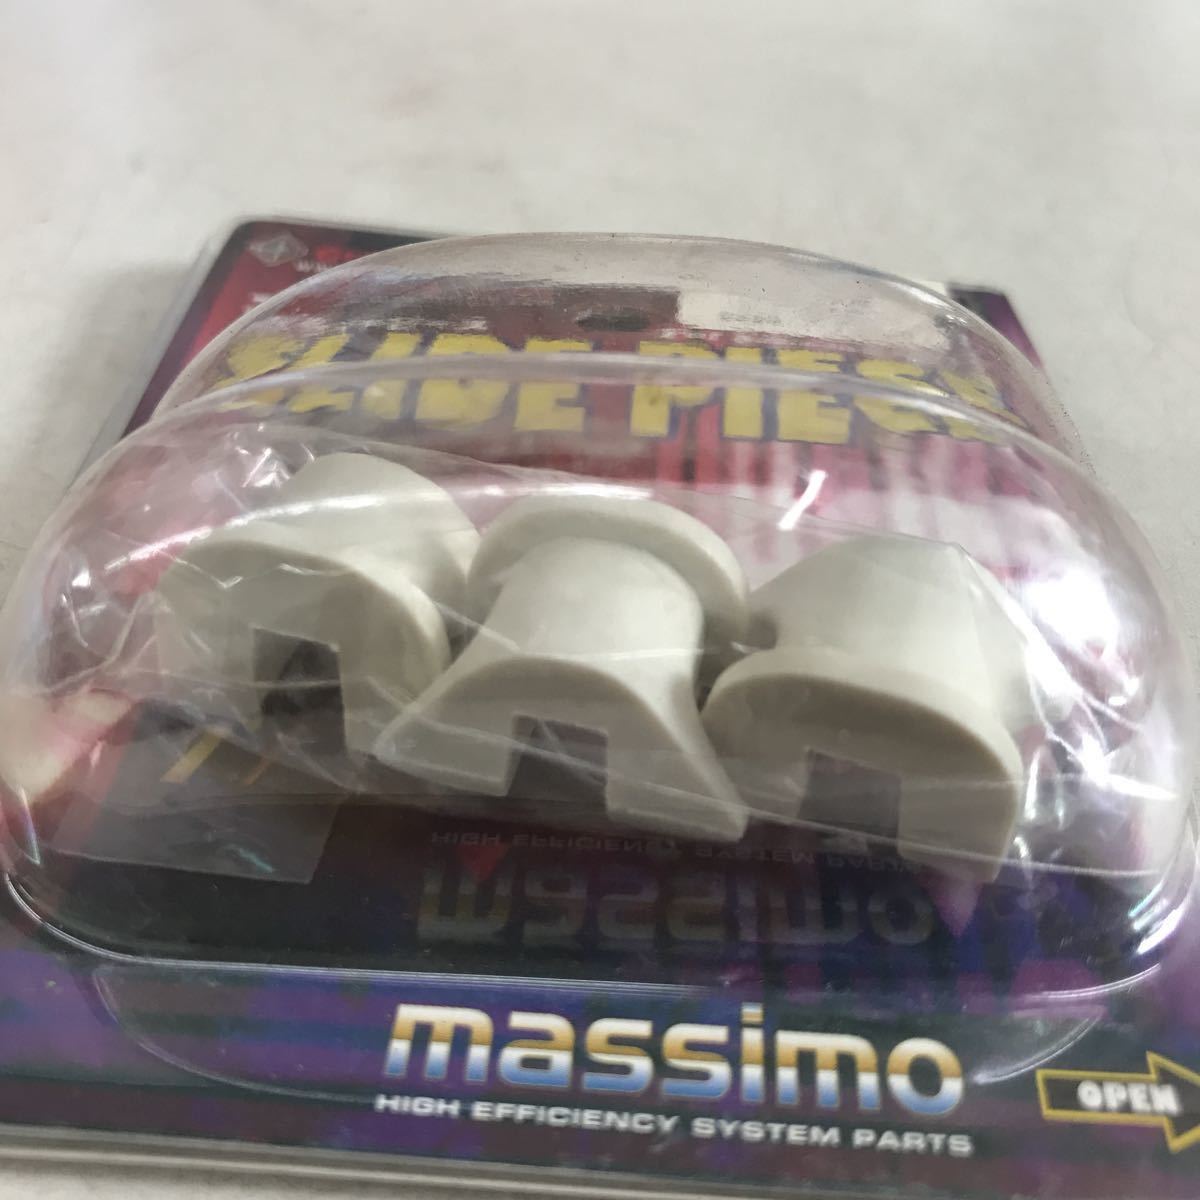 SLIDE PIECE
massimo
HIGH EFFICIENCY SYSTEM PARTS
OPEN